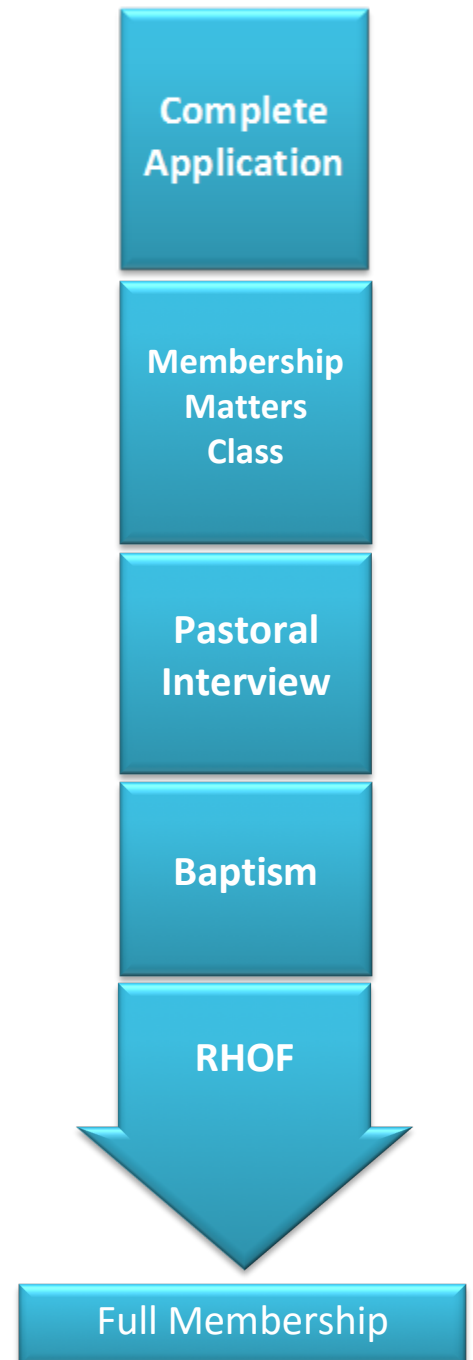 Complete
Application
Membership
Matters
Class
Pastoral
Interview
Baptism
RHOF
Full Membership